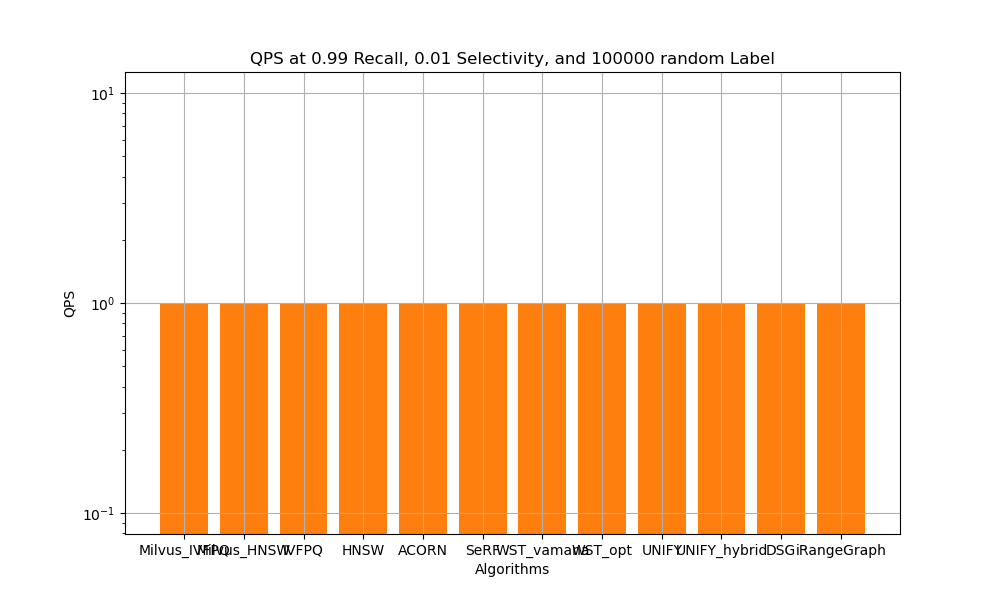 QPS at 0.99 Recall, 0.01 Selectivity, and 100000 random Label
10¹
10⁰
10⁻¹
QPS
Milvus_IVFPQ Milvus_HNSW IVFPQ HNSW ACORN SeRF WST_vamana WST_opt UNIFY UNIFY_hybrid DSG iRangeGraph
Algorithms